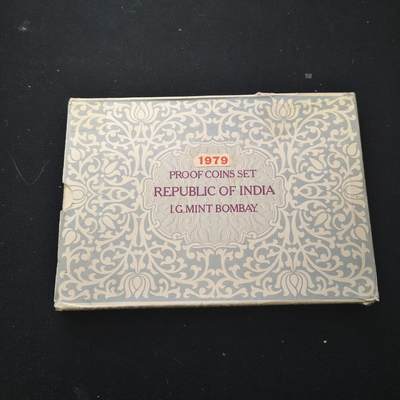 1979
PROOF COINS SET
REPUBLIC OF INDIA
I.G.MINT BOMBAY.